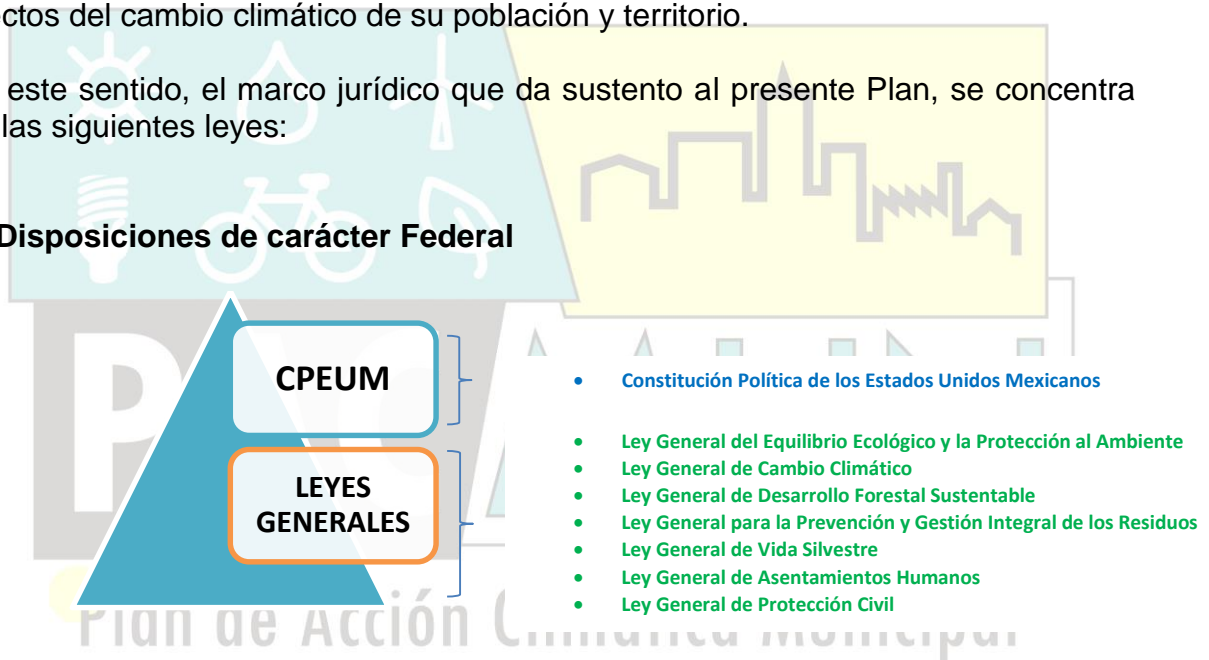 del cambio climático de su población y territorio.
este sentido, el marco jurídico que da sustento al presente Plan, se concentra
las siguientes leyes:
Disposiciones de carácter Federal
CPEUM
• Constitución Política de los Estados Unidos Mexicanos
LEYES
GENERALES
• Ley General del Equilibrio Ecológico y la Protección al Ambiente
• Ley General de Cambio Climático
• Ley General de Desarrollo Forestal Sustentable
• Ley General para la Prevención y Gestión Integral de los Residuos
• Ley General de Vida Silvestre
• Ley General de Asentamientos Humanos
• Ley General de Protección Civil
Plan de Acción Climática Municipal